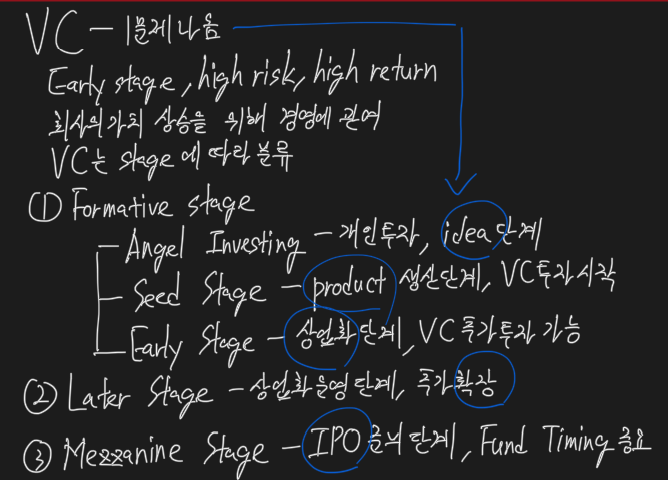 VC - 1문제 나옴
Early stage, high risk, high return
회사의 가치 상승을 위해 경영에 관여
VC는 stage에 따라 분류
① Formative stage
Angel Investing - 개인투자, idea단계
Seed Stage - product 생산단계, VC투자시작
Early Stage - 상업화단계, VC 추가투자 가능
② Later Stage - 상업화 운영단계, 추가확장
③ Mezzanine Stage - IPO 준비단계, Fund Timing 중요